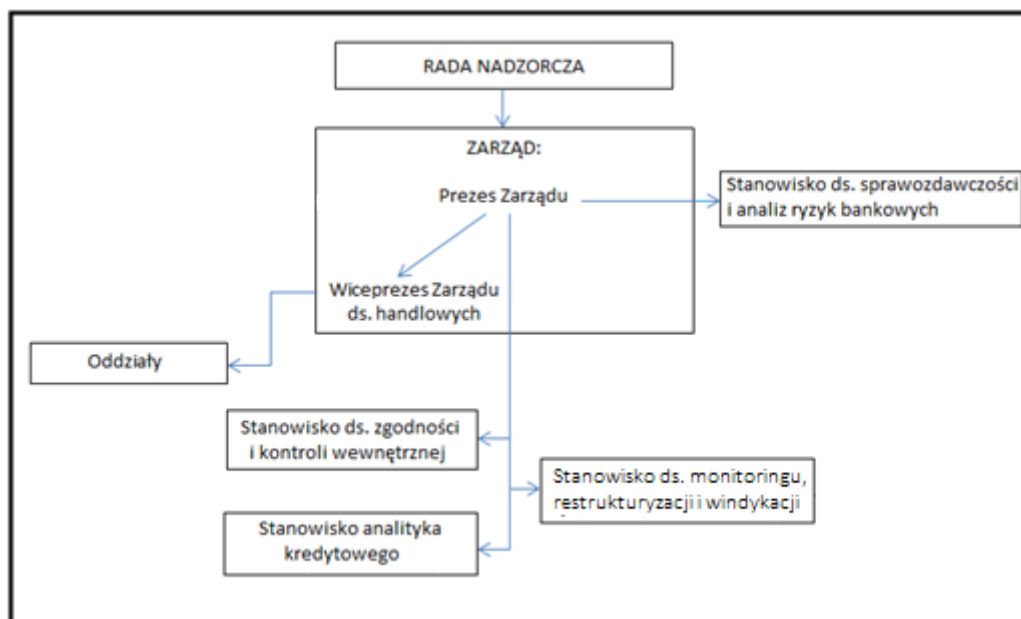 RADA NADZORCZA
ZARZĄD:
Prezes Zarządu
Stanowisko ds. sprawozdawczości
i analiz ryzyk bankowych
Wiceprezes Zarządu
ds. handlowych
Oddziały
Stanowisko ds. zgodności
i kontroli wewnętrznej
Stanowisko ds. monitoringu,
restrukturyzacji i windykacji
Stanowisko analityka
kredytowego